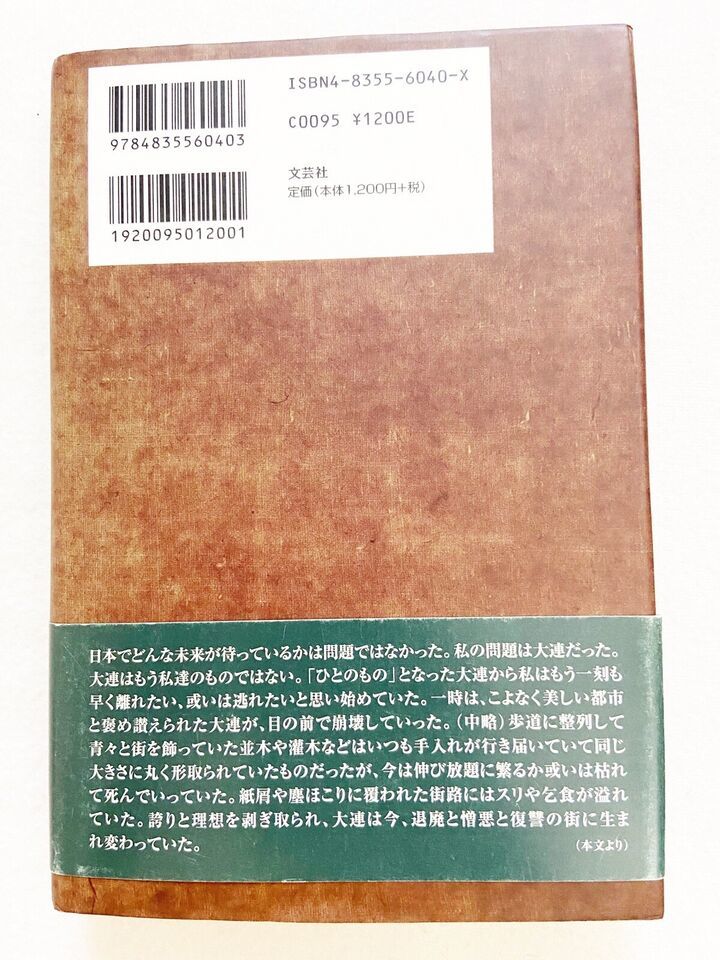 ISBN4-8355-6040-X
9784835560403
C0095 ¥1200E
文芸社
定価(本体1,200円+税)
1920095012001
日本でどんな未来が待っているかは問題ではなかった。私の問題は大連だった。
大連はもう私達のものではない。「ひとのもの」となった大連から私はもう一刻も
早く離れたい、或いは逃れたいと思い始めていた。一時は、こよなく美しい都市
と褒め讃えられた大連が、目の前で崩壊していった。(中略)歩道に整列して
青々と街を飾っていた並木や灌木などはいつも手入れが行き届いていて同じ
大きさに丸く形取られていたものだったが、今は伸び放題に繁るか或いは枯れ
て死んでいっていた。紙屑や塵ほこりに覆われた街路にはスリや乞食が溢れ
ていた。誇りと理想を剥ぎ取られ、大連は今、退廃と憎悪と復讐の街に生ま
れ変わっていた。
(本文より)